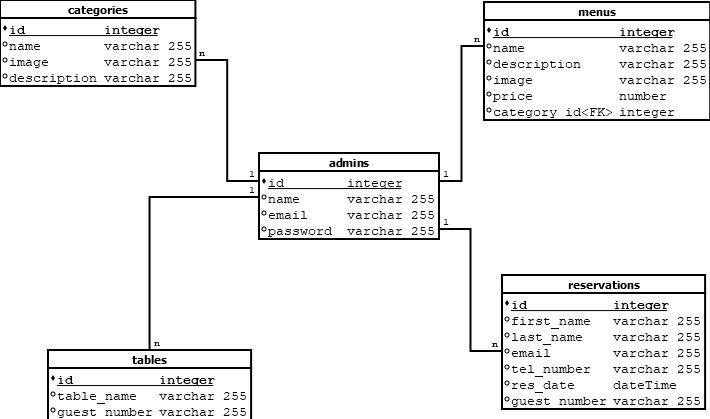 categories
id integer
name varchar 255
image varchar 255
description varchar 255
n
menus
id integer
name varchar 255
description varchar 255
image varchar 255
price number
category id<FK> integer
n
admins
id integer
name varchar 255
email varchar 255
password varchar 255
1
1
1
1
tables
id integer
table_name varchar 255
guest number varchar 255
n
reservations
id integer
first_name varchar 255
last_name varchar 255
email varchar 255
tel_number varchar 255
res_date dateTime
guest number varchar 255
n